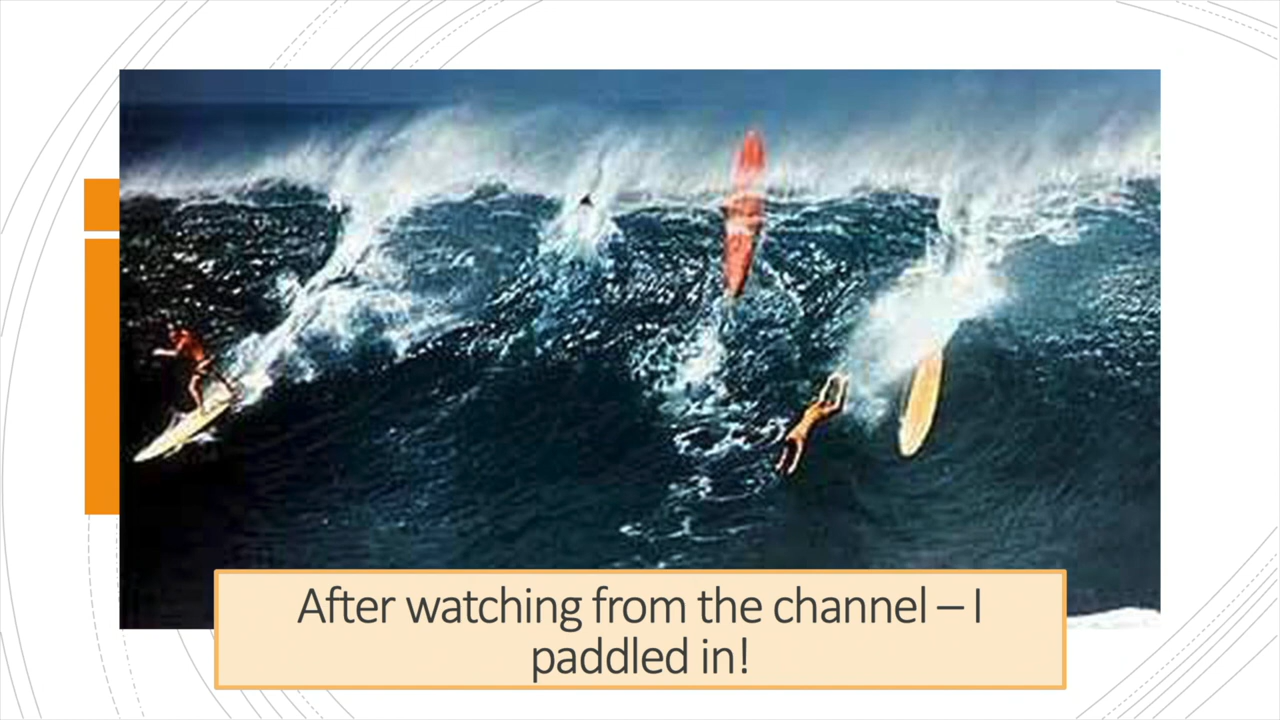 After watching from the channel – I
paddled in!